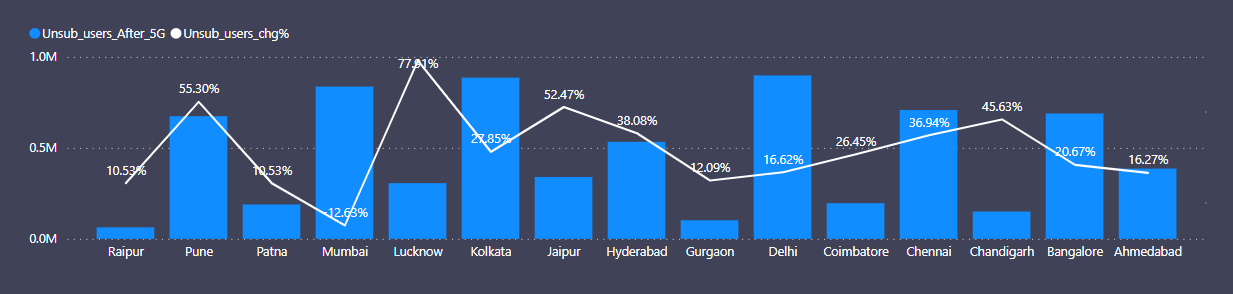 Unsub_users_After_5G Unsub_users_chg%
1.0M
0.5M
0.0M
10.53% 55.30% 10.53% -12.63% 77.91% 27.85% 52.47% 38.08% 12.09% 16.62% 26.45% 36.94% 45.63% 20.67% 16.27%
Raipur Pune Patna Mumbai Lucknow Kolkata Jaipur Hyderabad Gurgaon Delhi Coimbatore Chennai Chandigarh Bangalore Ahmedabad